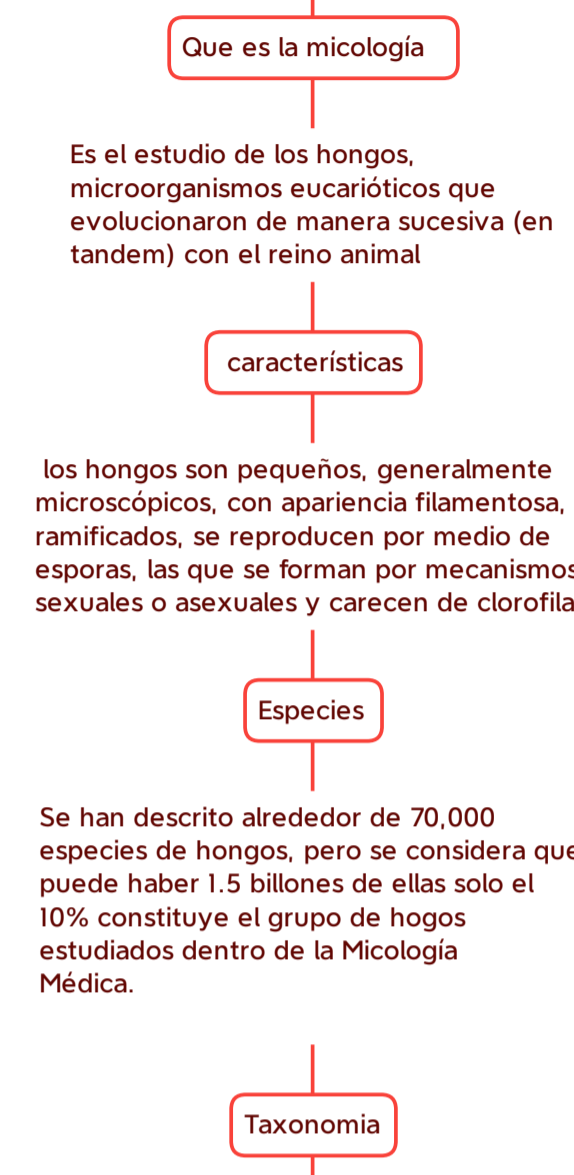 Que es la micología
Es el estudio de los hongos,
microorganismos eucarióticos que
evolucionaron de manera sucesiva (en
tandem) con el reino animal
características
los hongos son pequeños, generalmente
microscópicos, con apariencia filamentosa,
ramificados, se reproducen por medio de
esporas, las que se forman por mecanismos
sexuales o asexuales y carecen de clorofila
Especies
Se han descrito alrededor de 70,000
especies de hongos, pero se considera que
puede haber 1.5 billones de ellas solo el
10% constituye el grupo de hogos
estudiados dentro de la Micología
Médica.
Taxonomia